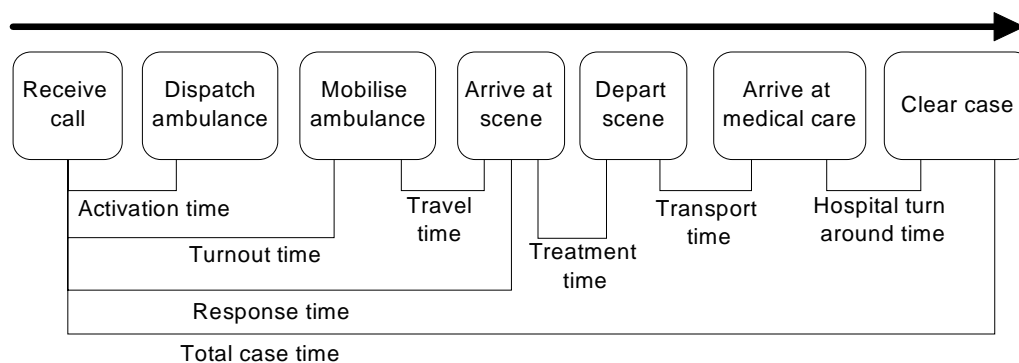 Receive
call
Dispatch
ambulance
Mobilise
ambulance
Arrive at
scene
Depart
scene
Arrive at
medical care
Clear case
Activation time
Travel
time
Transport
time
Hospital turn
around time
Turnout time
Treatment
time
Response time
Total case time